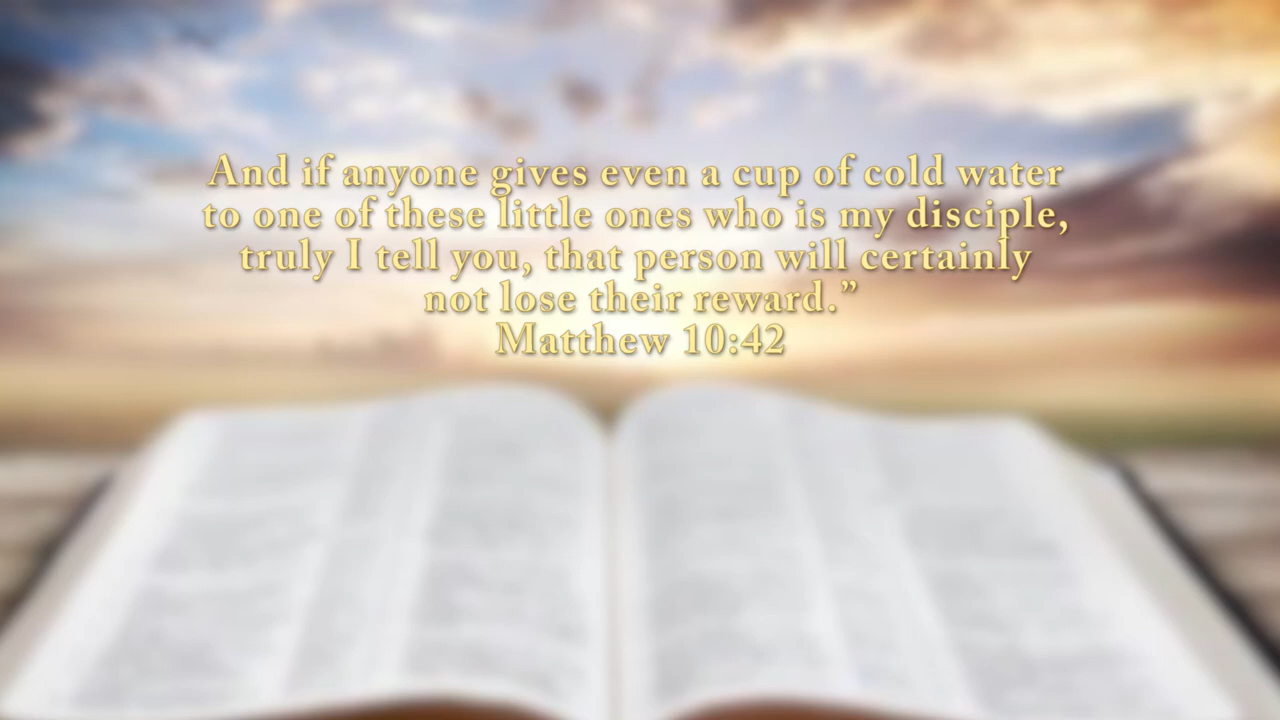 And if anyone gives even a cup of cold water
to one of these little ones who is my disciple,
truly I tell you, that person will certainly
not lose their reward.”
Matthew 10:42